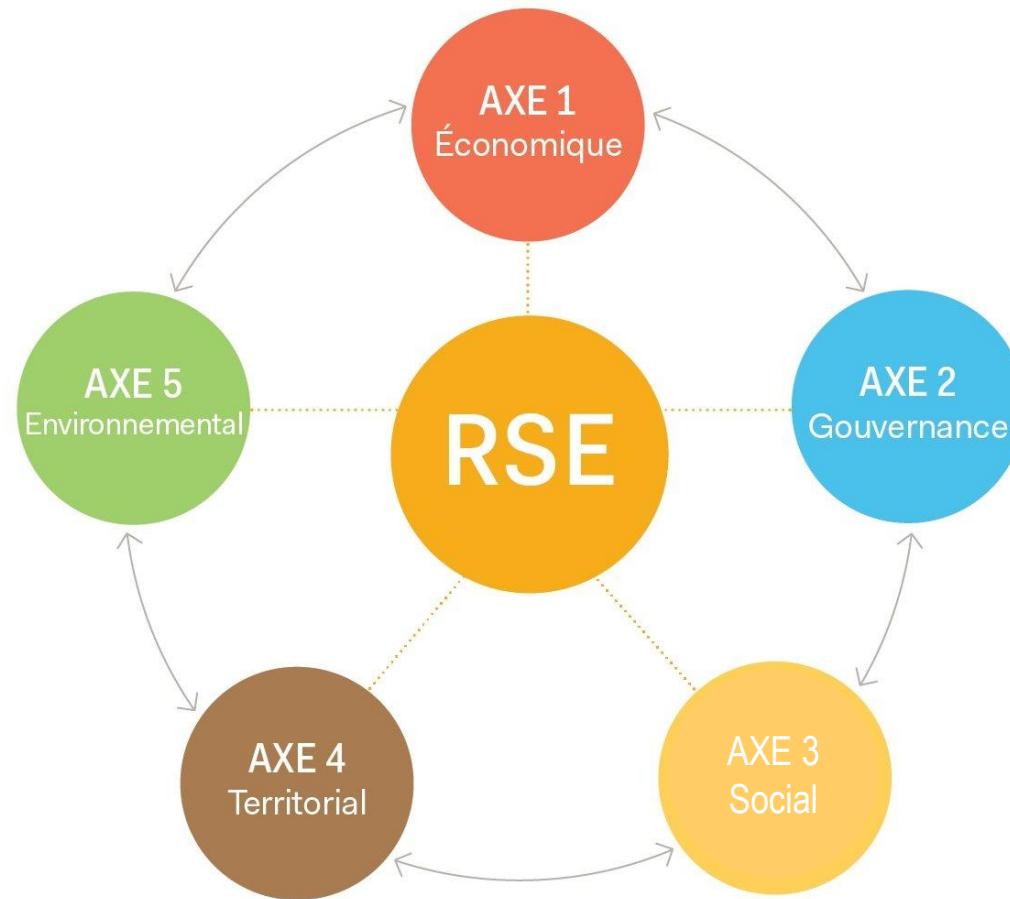 AXE 1
Économique
AXE 5
Environnemental
RSE
AXE 2
Gouvernance
AXE 4
Territorial
AXE 3
Social